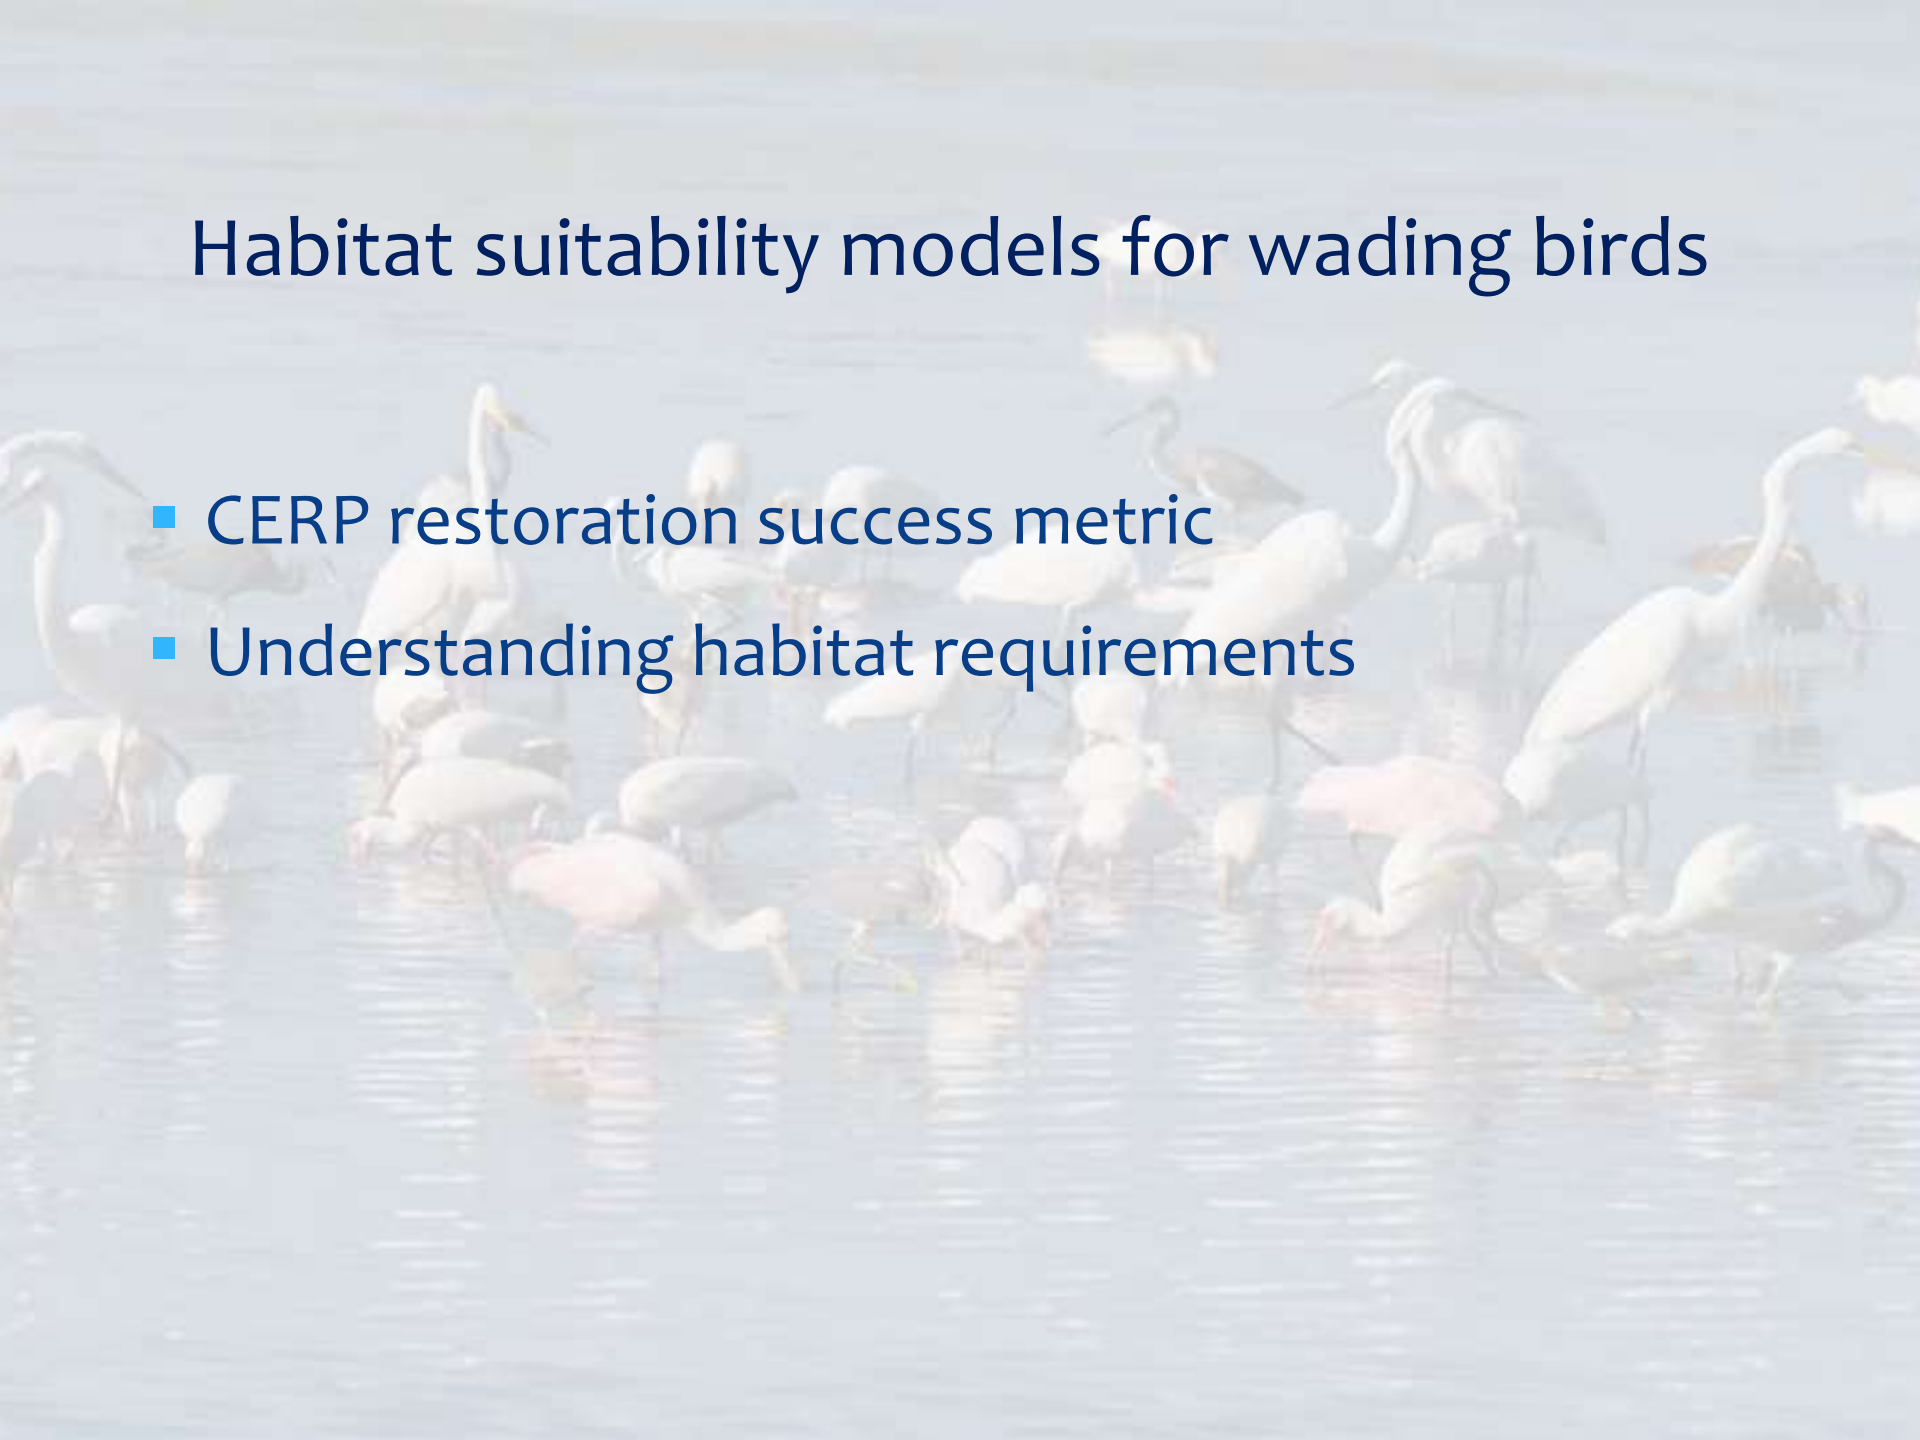 Habitat suitability models for wading birds
▪ CERP restoration success metric
▪ Understanding habitat requirements